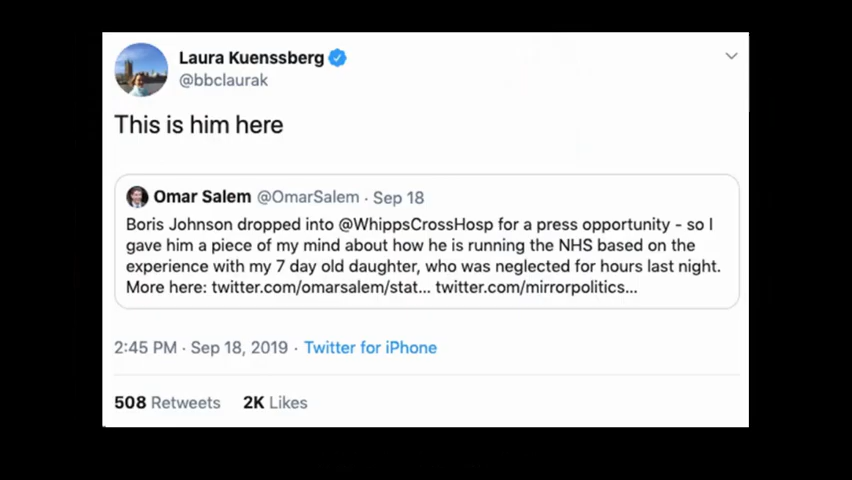 Laura Kuenssberg
@bbclaurak
This is him here
Omar Salem @OmarSalem · Sep 18
Boris Johnson dropped into @WhippsCrossHosp for a press opportunity - so I
gave him a piece of my mind about how he is running the NHS based on the
experience with my 7 day old daughter, who was neglected for hours last night.
More here: twitter.com/omarsalem/stat... twitter.com/mirrorpolitics...
2:45 PM · Sep 18, 2019 · Twitter for iPhone
508 Retweets 2K Likes